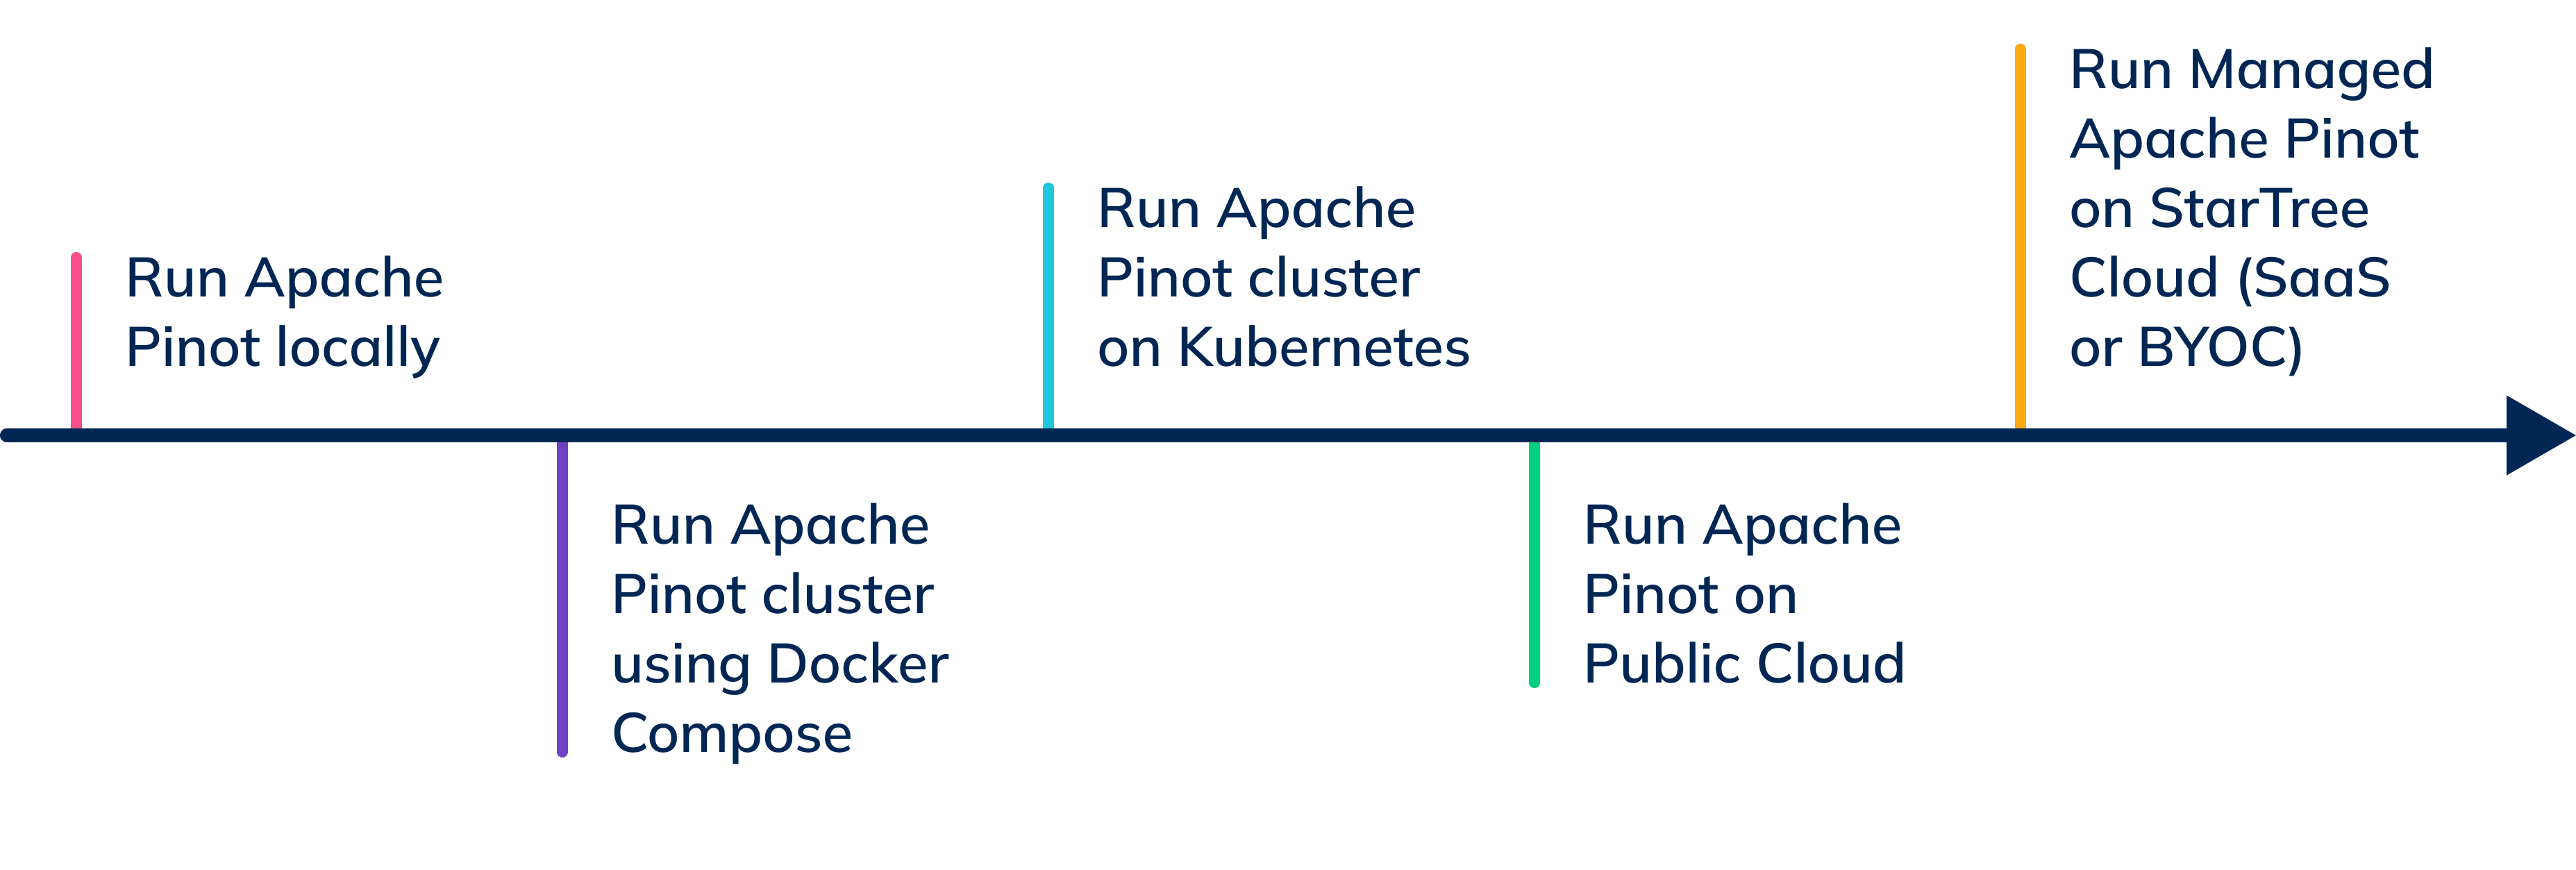 Run Apache
Pinot locally
Run Apache
Pinot cluster
using Docker
Compose
Run Apache
Pinot cluster
on Kubernetes
Run Apache
Pinot on
Public Cloud
Run Managed
Apache Pinot
on StarTree
Cloud (SaaS
or BYOC)